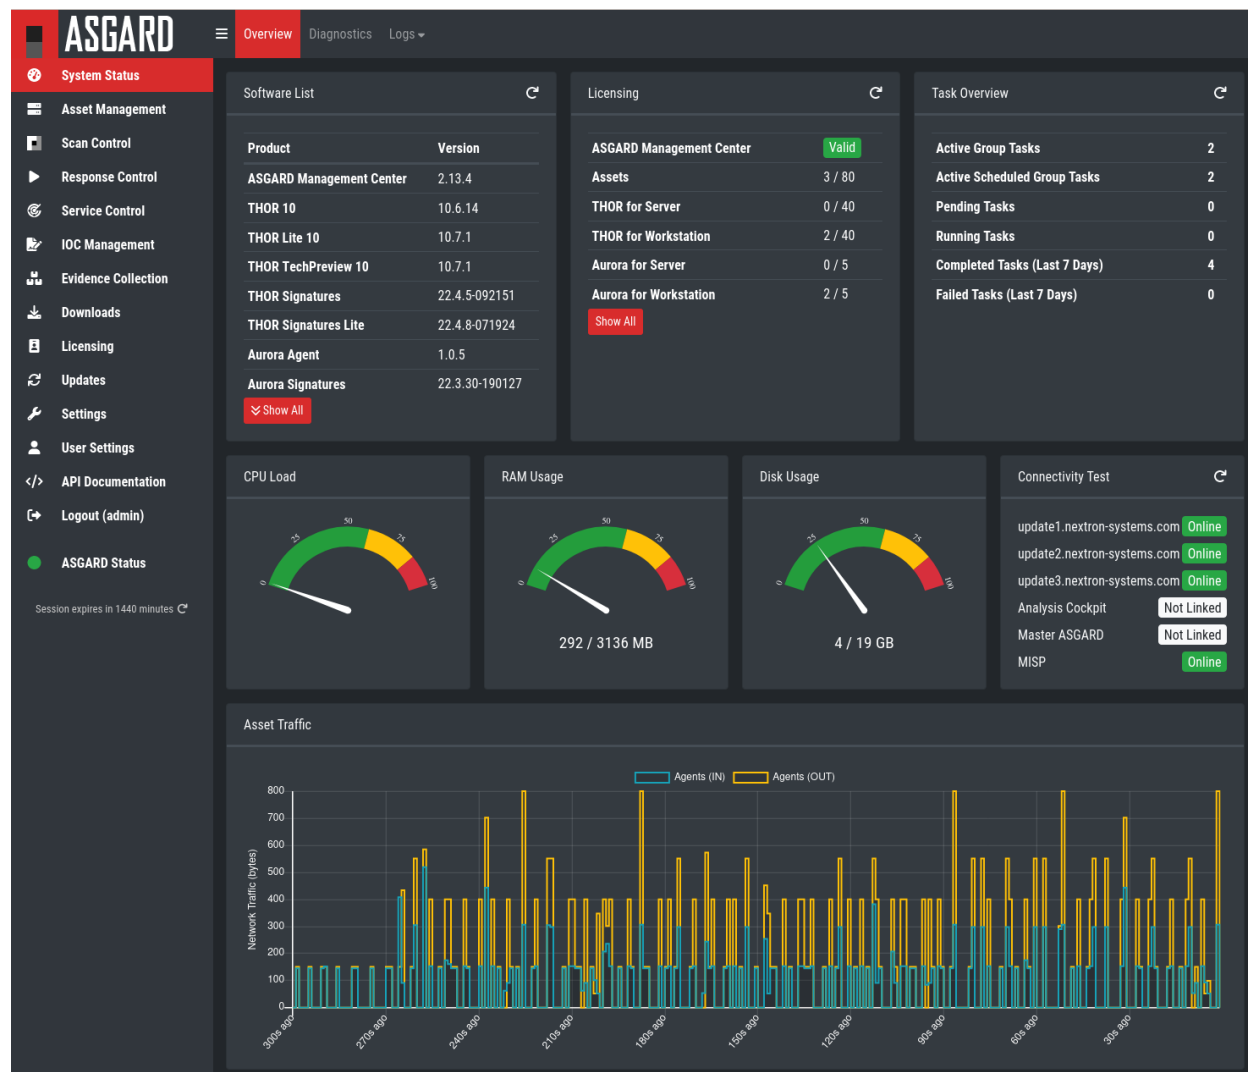 ASGARD
Overview Diagnostics Logs
System Status
Asset Management
Scan Control
Response Control
Service Control
IOC Management
Evidence Collection
Downloads
Licensing
Updates
Settings
User Settings
API Documentation
Logout (admin)
ASGARD Status
Session expires in 1440 minutes
Software List
Product Version
ASGARD Management Center 2.13.4
THOR 10 10.6.14
THOR Lite 10 10.7.1
THOR TechPreview 10 10.7.1
THOR Signatures 22.4.5-092151
THOR Signatures Lite 22.4.8-071924
Aurora Agent 1.0.5
Aurora Signatures 22.3.30-190127
Show All
Licensing
ASGARD Management Center Valid
Assets 3 / 80
THOR for Server 0 / 40
THOR for Workstation 2 / 40
Aurora for Server 0 / 5
Aurora for Workstation 2 / 5
Show All
Task Overview
Active Group Tasks 2
Active Scheduled Group Tasks 2
Pending Tasks 0
Running Tasks 0
Completed Tasks (Last 7 Days) 4
Failed Tasks (Last 7 Days) 0
CPU Load
0 25 50 75 100
RAM Usage
0 25 50 75 100
292 / 3136 MB
Disk Usage
0 25 50 75 100
4 / 19 GB
Connectivity Test
update1.nextron-systems.com Online
update2.nextron-systems.com Online
update3.nextron-systems.com Online
Analysis Cockpit Not Linked
Master ASGARD Not Linked
MISP Online
Asset Traffic
Agents (IN) Agents (OUT)
Network Traffic (bytes)
800
700
600
500
400
300
200
100
0
300s ago 270s ago 240s ago 210s ago 180s ago 150s ago 120s ago 90s ago 60s ago 30s ago